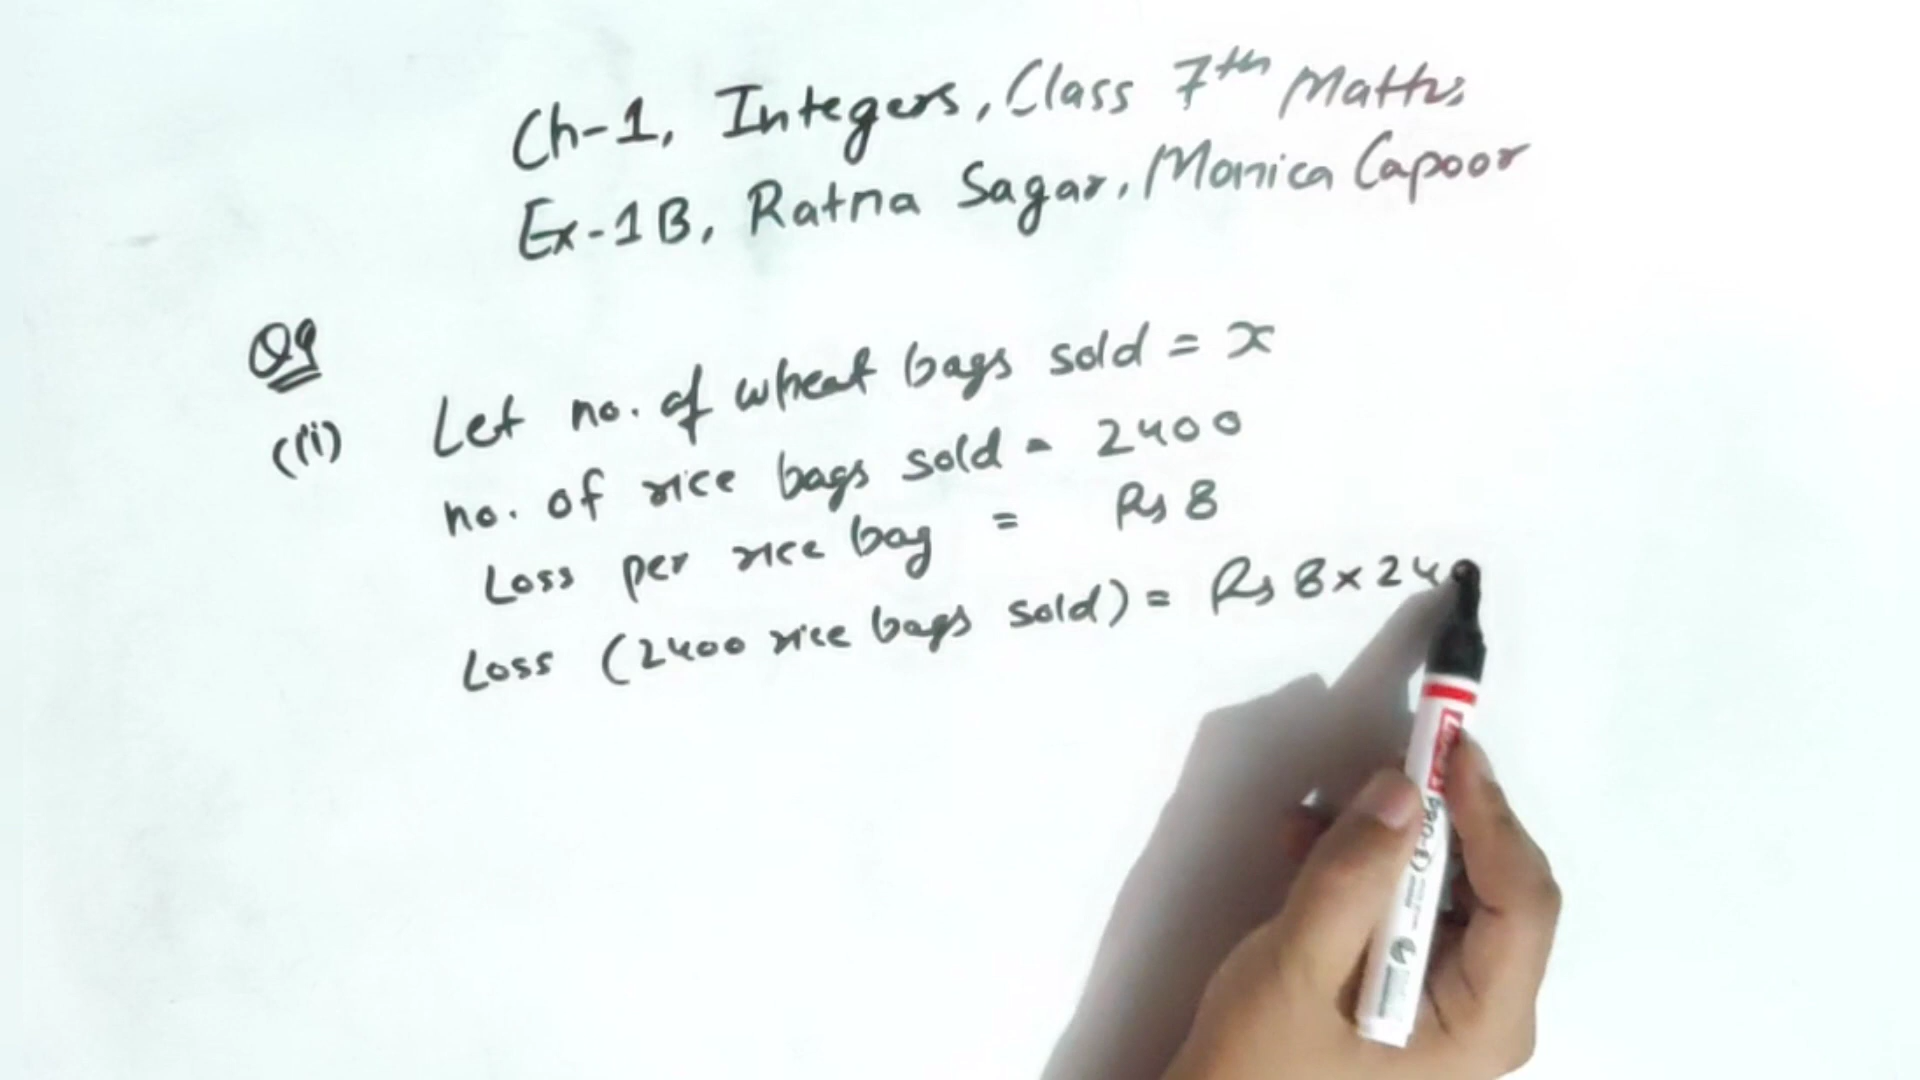 Ch-1, Integers, Class 7th Maths
Ex-1B, Ratna Sagar, Monica Capoor
Q9
(ii) Let no. of wheat bags sold = x
no. of rice bags sold = 2400
Loss per rice bag = Rs 8
Loss (2400 rice bags sold) = Rs 8 x 240